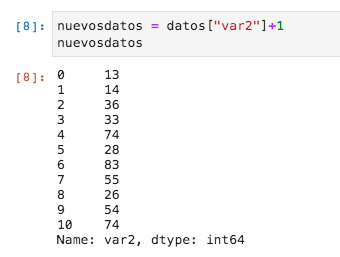 [8]: nuevosdatos = datos["var2"]+1
nuevosdatos
[8]: 0 13
1 14
2 36
3 33
4 74
5 28
6 83
7 55
8 26
9 54
10 74
Name: var2, dtype: int64